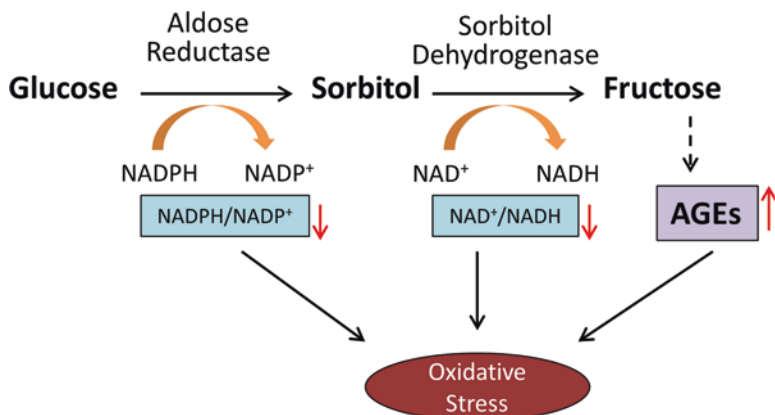 Aldose
Reductase
Sorbitol
Dehydrogenase
Glucose
Sorbitol
Fructose
NADPH
NADP⁺
NAD⁺
NADH
NADPH/NADP⁺
NAD⁺/NADH
AGEs
Oxidative
Stress